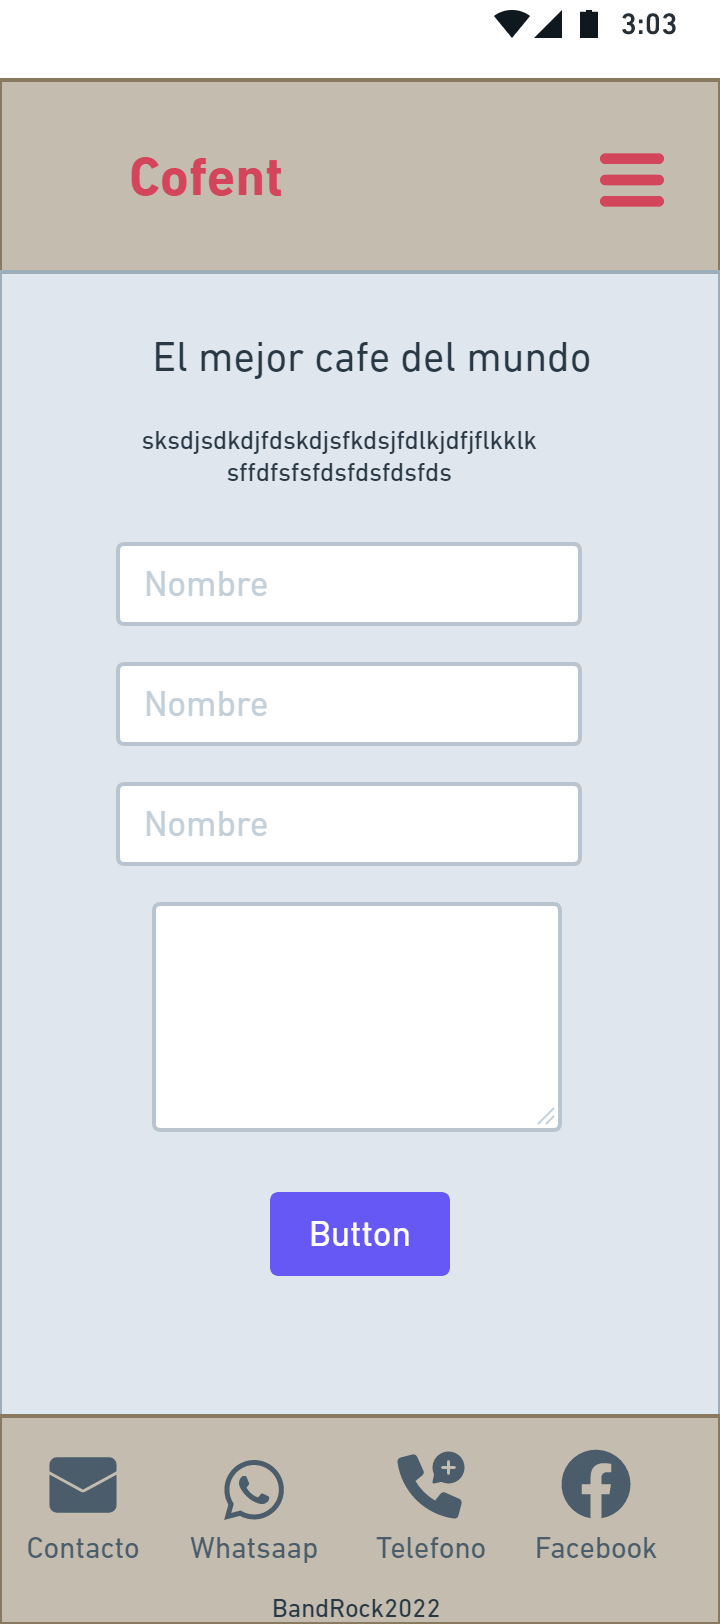 3:03
Cofent
El mejor cafe del mundo
sksdjsdkdjfdskdjsfkdsjfdlkjdfjflkklk
sffdfsfsfdsfdsfdsfds
Nombre
Nombre
Nombre
Button
Contacto Whatsaap Telefono Facebook
BandRock2022